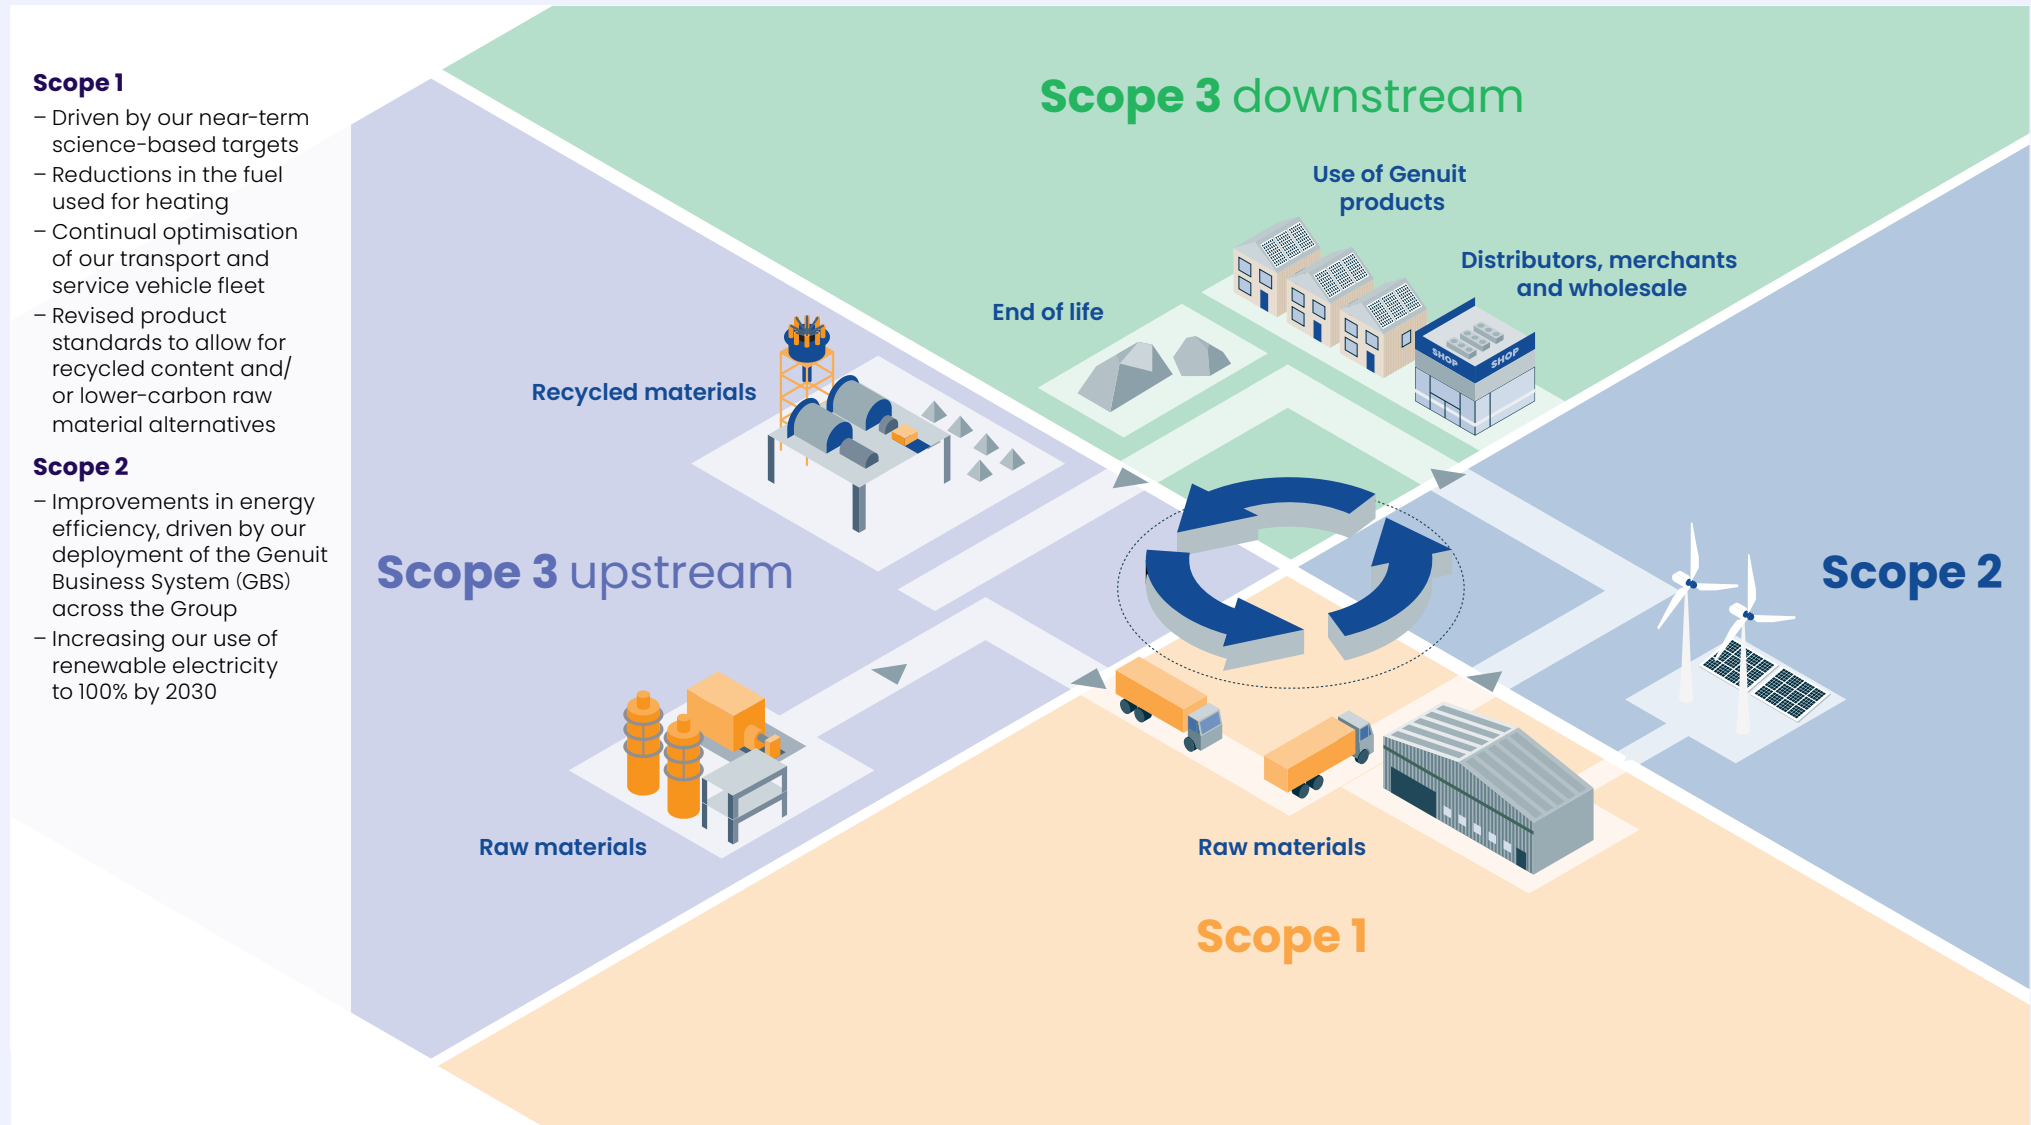 Scope 1
– Driven by our near-term
science-based targets
– Reductions in the fuel
used for heating
– Continual optimisation
of our transport and
service vehicle fleet
– Revised product
standards to allow for
recycled content and/
or lower-carbon raw
material alternatives
Scope 2
– Improvements in energy
efficiency, driven by our
deployment of the Genuit
Business System (GBS)
across the Group
– Increasing our use of
renewable electricity
to 100% by 2030
Scope 3 downstream
Use of Genuit
products
Distributors, merchants
and wholesale
End of life
SHOP
SHOP
Recycled materials
Scope 3 upstream
Scope 2
Raw materials
Raw materials
Scope 1